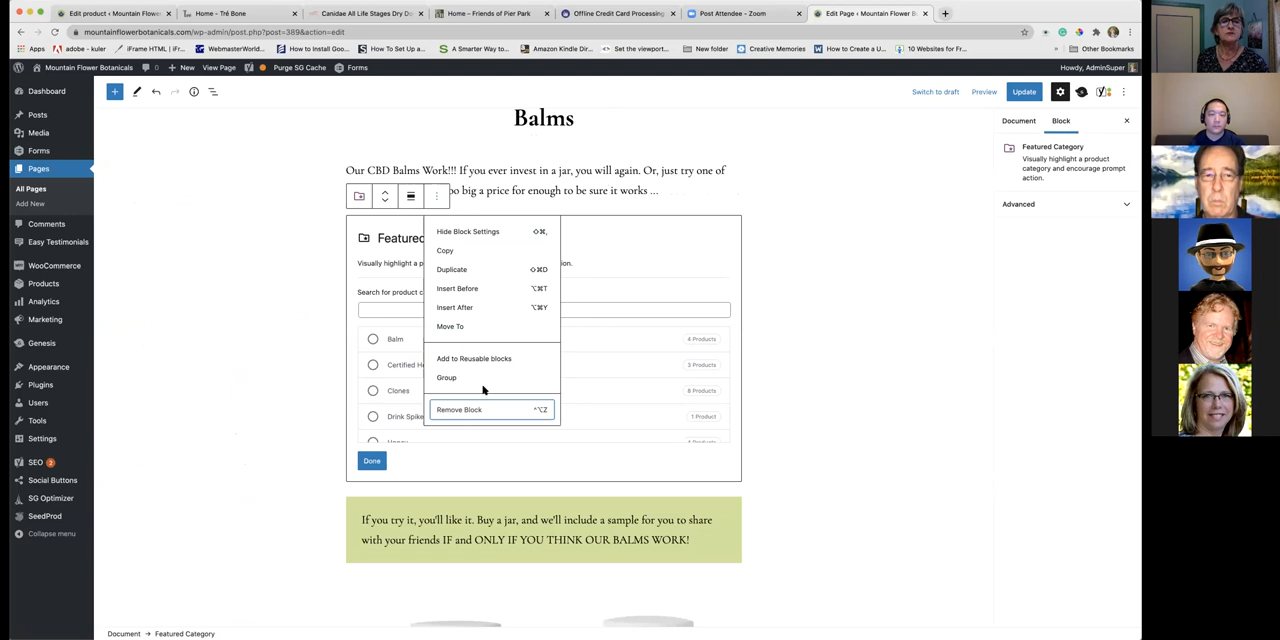 Edit product ‹ Mountain Flower
Home - Tré Bone
Canidae All Life Stages Dry Do
Home – Friends of Pier Park
Offline Credit Card Processing
Post Attendee - Zoom
Edit Page ‹ Mountain Flower B
mountainflowerbotanicals.com/wp-admin/post.php?post=389&action=edit
Apps
adobe - kuler
iFrame HTML | iFr...
WebmasterWorld...
How to Install Goo...
How To Set Up a...
A Smarter Way to...
Amazon Kindle Dir...
Set the viewport...
New folder
Creative Memories
How to Create a U...
10 Websites for Fr...
Other Bookmarks
Mountain Flower Botanicals
0
New
View Page
Purge SG Cache
Forms
Howdy, AdminSuper
Dashboard
Posts
Media
Forms
Pages
All Pages
Add New
Comments
Easy Testimonials
WooCommerce
Products
Analytics
Marketing
Genesis
Appearance
Plugins
Users
Tools
Settings
SEO 2
Social Buttons
SG Optimizer
SeedProd
Collapse menu
Switch to draft
Preview
Update
Balms
Our CBD Balms Work!!! If you ever invest in a jar, you will again. Or, just try one of
oo big a price for enough to be sure it works ...
Featured
Visually highlight a p
on.
Search for product c
Balm
4 Products
Certified He
3 Products
Clones
8 Products
Drink Spike
1 Product
Done
Hide Block Settings ⇧⌘,
Copy
Duplicate ⇧⌘D
Insert Before ⌥⌘T
Insert After ⌥⌘Y
Move To
Add to Reusable blocks
Group
Remove Block ^⌥Z
If you try it, you'll like it. Buy a jar, and we'll include a sample for you to share
with your friends IF and ONLY IF YOU THINK OUR BALMS WORK!
Document
Block
Featured Category
Visually highlight a product
category and encourage prompt
action.
Advanced
Document → Featured Category